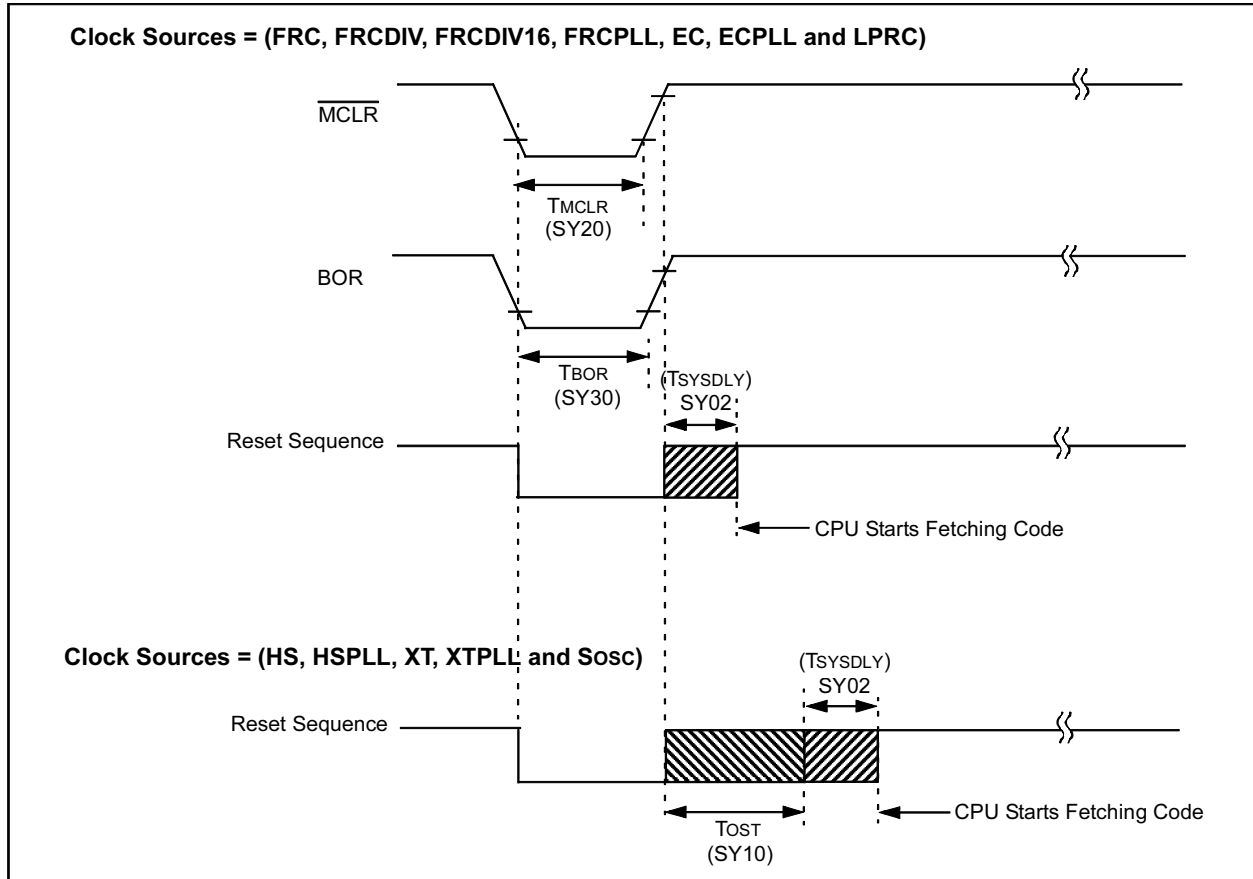 Clock Sources = (FRC, FRCDIV, FRCDIV16, FRCPLL, EC, ECPLL and LPRC)
MCLR
TMCLR
(SY20)
BOR
TBOR
(SY30)
(TSYSDLY)
SY02
Reset Sequence
CPU Starts Fetching Code
Clock Sources = (HS, HSPLL, XT, XTPLL and SOSC)
(TSYSDLY)
SY02
Reset Sequence
CPU Starts Fetching Code
TOST
(SY10)